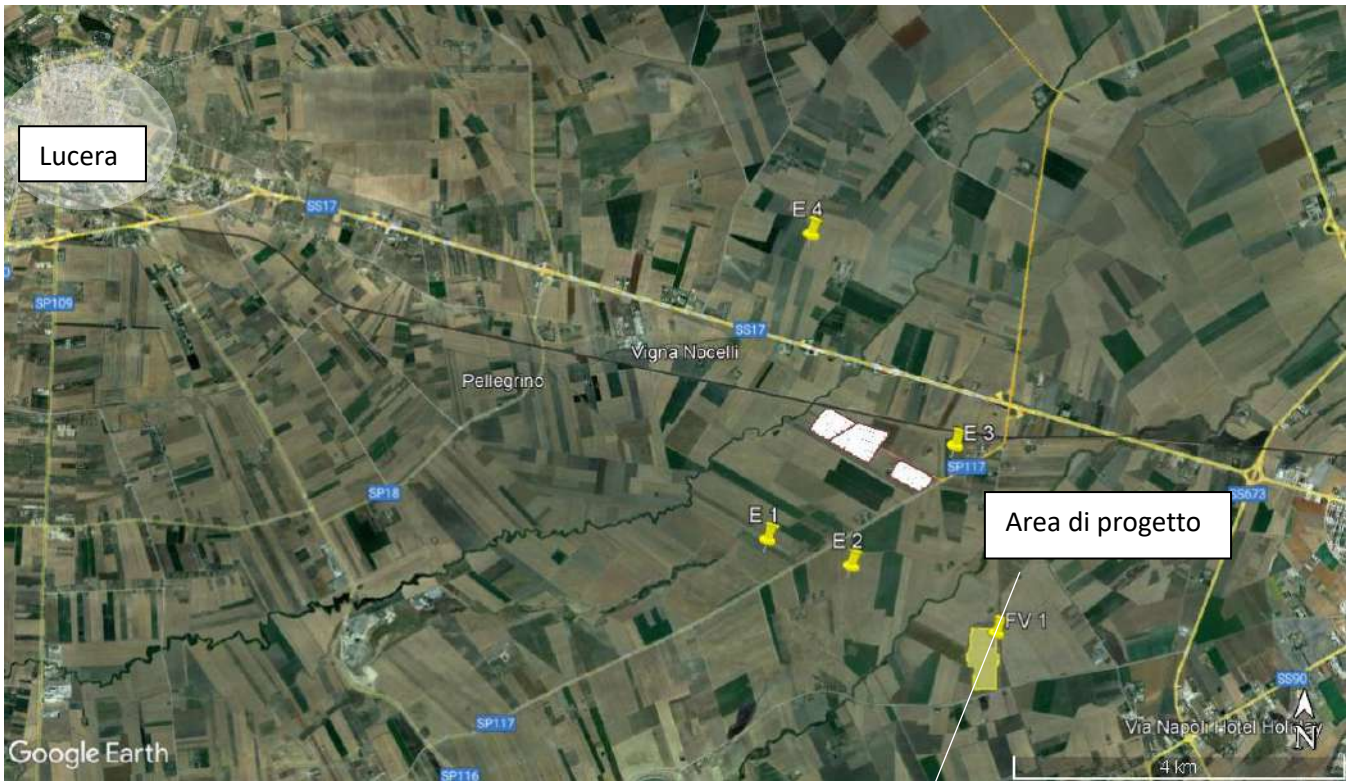 Lucera
SS17
E 4
SP109
SS17
Vigna Nocelli
Pellegrino
E 3
SP117
SS673
SP18
E 1
E 2
Area di progetto
FV 1
SS90
SP117
Via Napoli Hotel Holiday
N
Google Earth
SP116
4 km